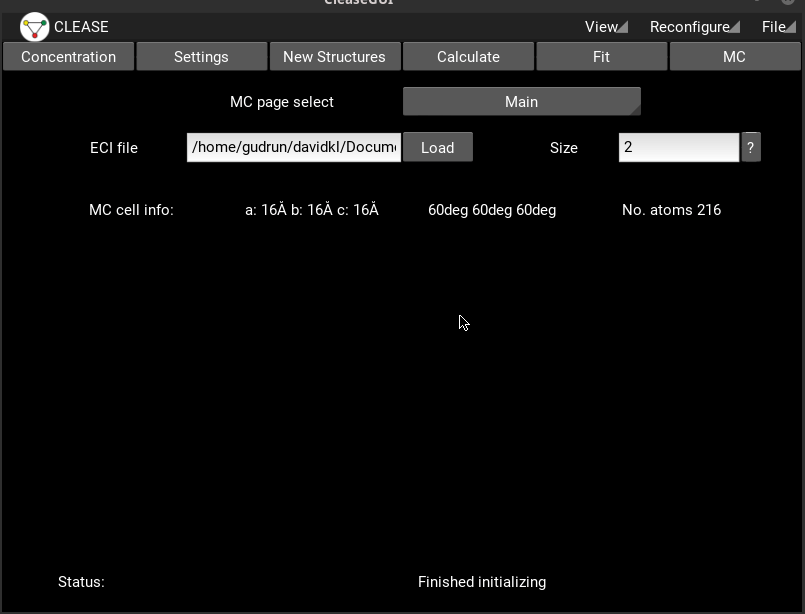 CleaseGUI
CLEASE View Reconfigure File
Concentration Settings New Structures Calculate Fit MC
MC page select Main
ECI file /home/gudrun/davidkl/Docume Load Size 2 ?
MC cell info: a: 16Å b: 16Å c: 16Å 60deg 60deg 60deg No. atoms 216
Status: Finished initializing